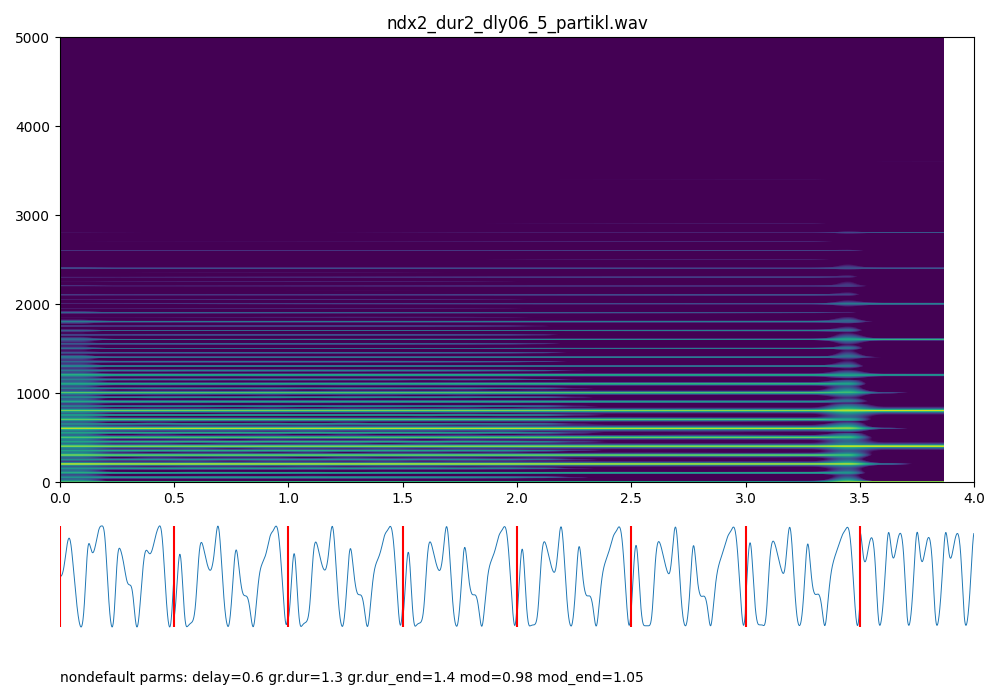 ndx2_dur2_dly06_5_partikl.wav
5000
4000
3000
2000
1000
0
0.0 0.5 1.0 1.5 2.0 2.5 3.0 3.5 4.0
nondefault parms: delay=0.6 gr.dur=1.3 gr.dur_end=1.4 mod=0.98 mod_end=1.05